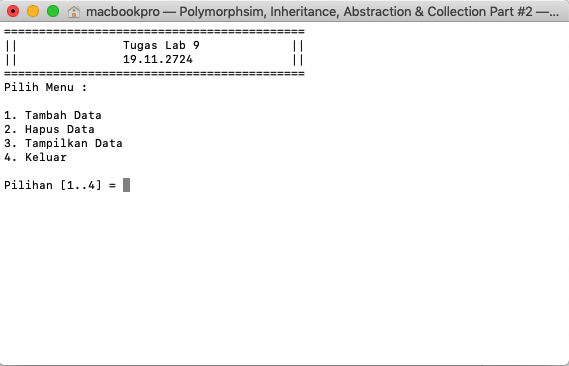 macbookpro — Polymorphsim, Inheritance, Abstraction & Collection Part #2 —...
===========================================
||               Tugas Lab 9             ||
||               19.11.2724              ||
===========================================
Pilih Menu :
1. Tambah Data
2. Hapus Data
3. Tampilkan Data
4. Keluar
Pilihan [1..4] =